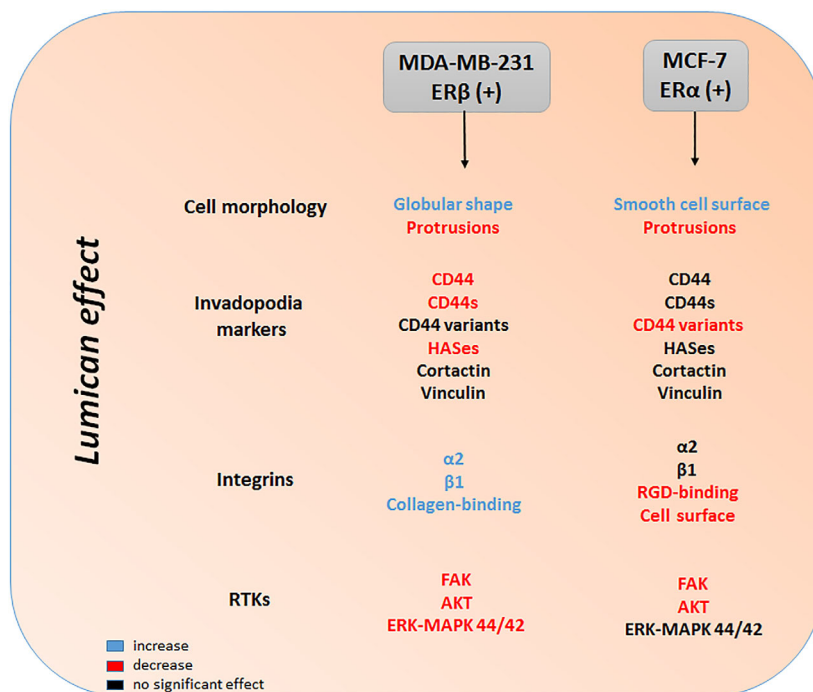 MDA-MB-231
ERβ (+)
MCF-7
ERα (+)
Lumican effect
Cell morphology
Globular shape
Protrusions
Smooth cell surface
Protrusions
Invadopodia
markers
CD44
CD44s
CD44 variants
HASes
Cortactin
Vinculin
CD44
CD44s
CD44 variants
HASes
Cortactin
Vinculin
Integrins
α2
β1
Collagen-binding
α2
β1
RGD-binding
Cell surface
RTKs
FAK
AKT
ERK-MAPK 44/42
FAK
AKT
ERK-MAPK 44/42
increase
decrease
no significant effect